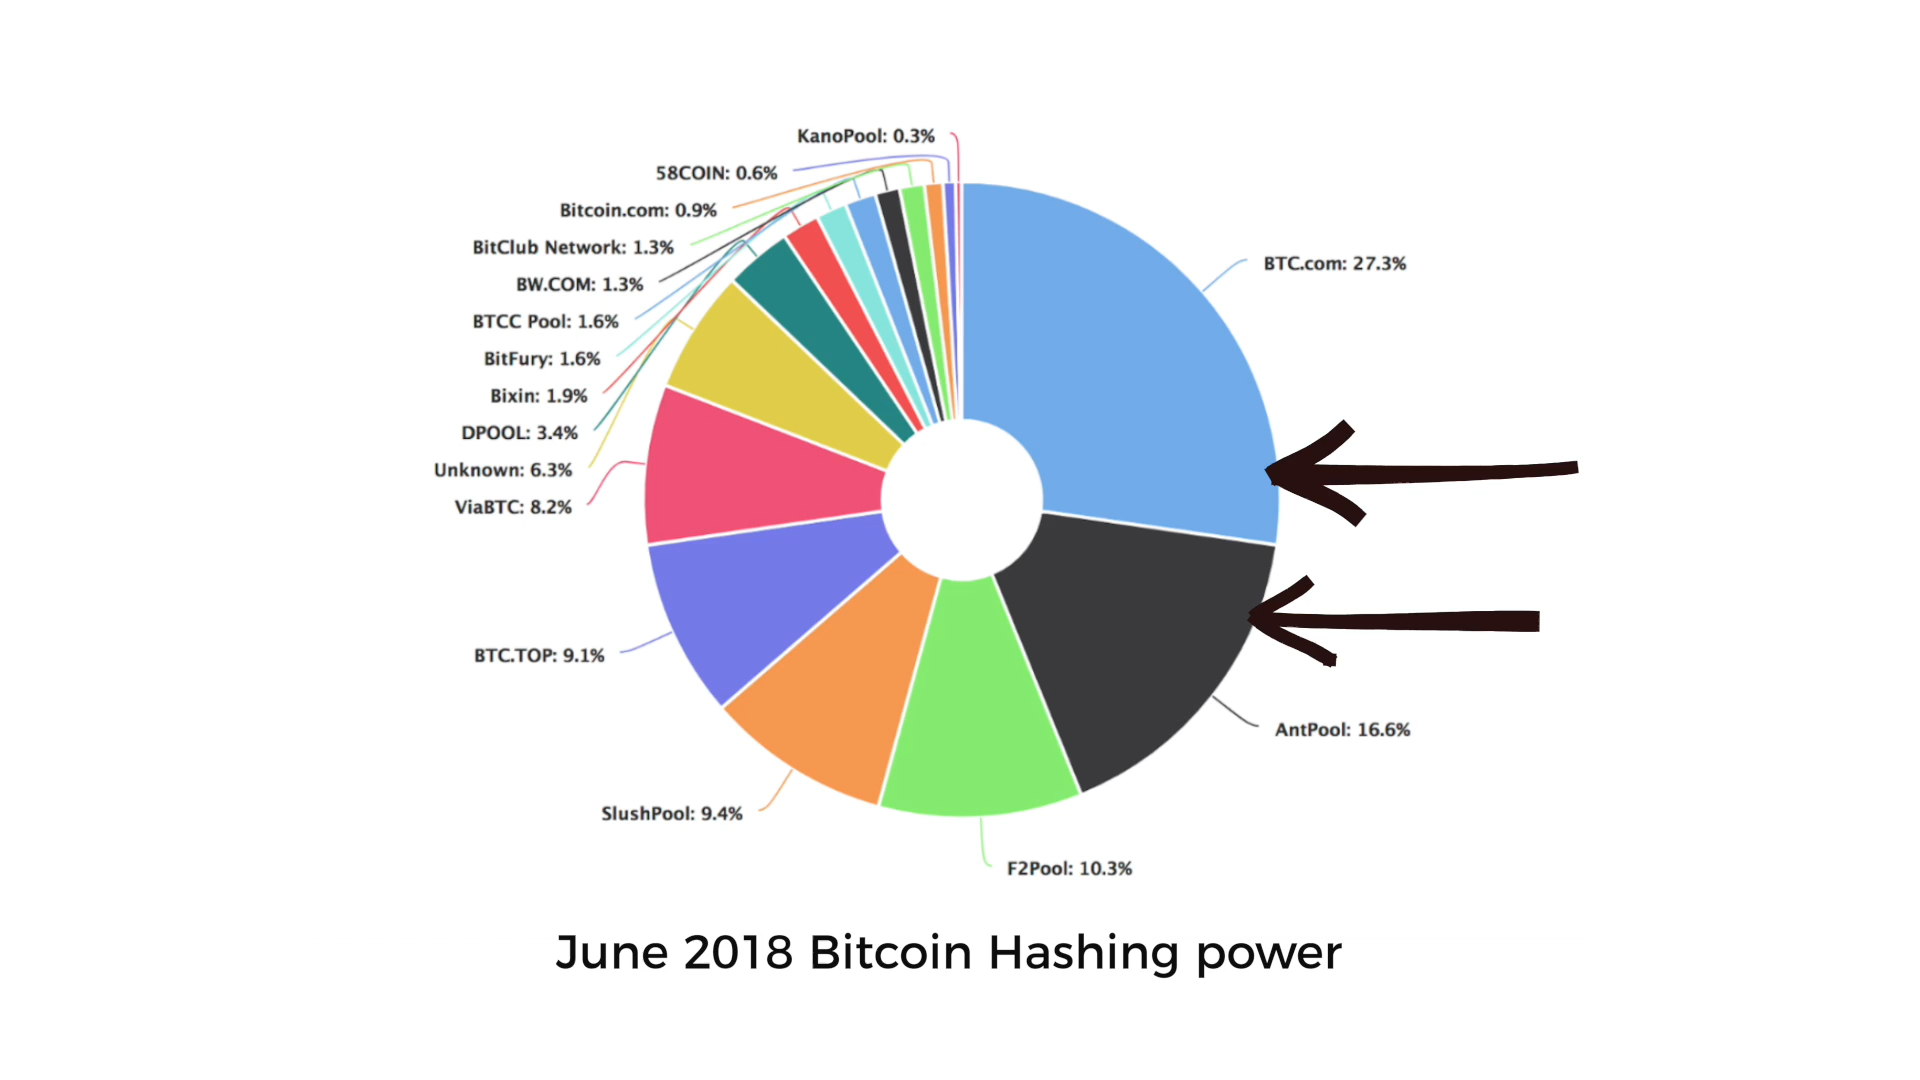 KanoPool: 0.3%
58COIN: 0.6%
Bitcoin.com: 0.9%
BitClub Network: 1.3%
BTC.com: 27.3%
BW.COM: 1.3%
BTCC Pool: 1.6%
BitFury: 1.6%
Bixin: 1.9%
DPOOL: 3.4%
Unknown: 6.3%
ViaBTC: 8.2%
BTC.TOP: 9.1%
AntPool: 16.6%
SlushPool: 9.4%
F2Pool: 10.3%
June 2018 Bitcoin Hashing power